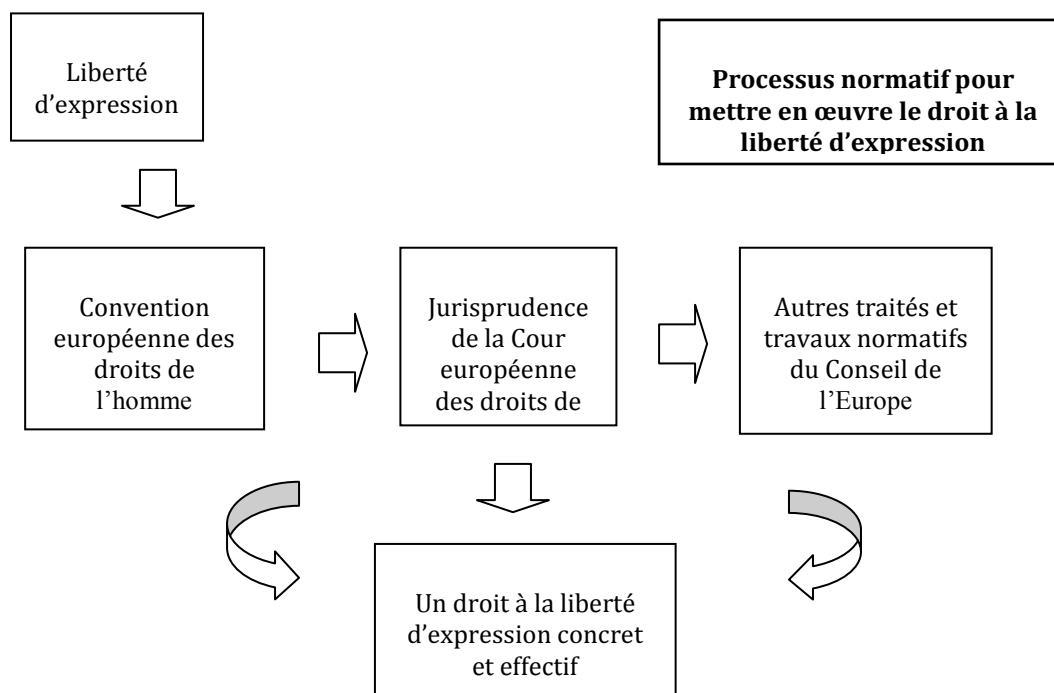 Liberté
d'expression
Processus normatif pour
mettre en œuvre le droit à la
liberté d'expression
Convention
européenne des
droits de
l'homme
Jurisprudence
de la Cour
européenne
des droits de
Autres traités et
travaux normatifs
du Conseil de
l'Europe
Un droit à la liberté
d'expression concret
et effectif